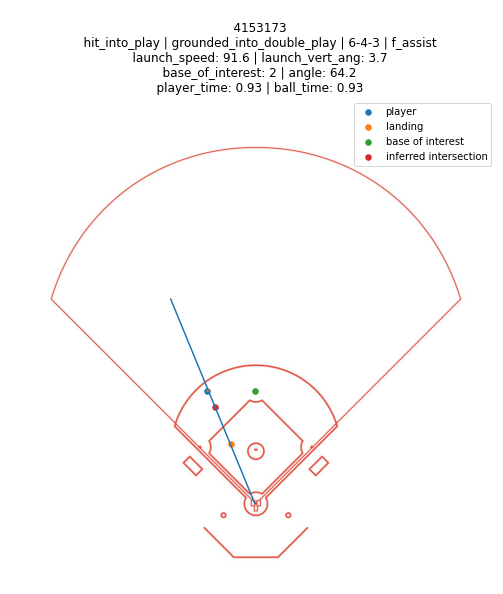 4153173
hit_into_play | grounded_into_double_play | 6-4-3 | f_assist
launch_speed: 91.6 | launch_vert_ang: 3.7
base_of_interest: 2 | angle: 64.2
player_time: 0.93 | ball_time: 0.93
player
landing
base of interest
inferred intersection